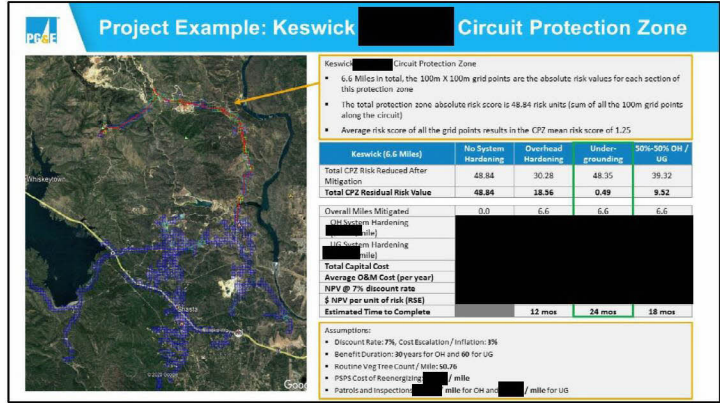 PG&E
Project Example: Keswick Circuit Protection Zone
Keswick Circuit Protection Zone
▪ 6.6 Miles in total, the 100m X 100m grid points are the absolute risk values for each section of
this protection zone
▪ The total protection zone absolute risk score is 48.84 risk units (sum of all the 100m grid points
along the circuit)
▪ Average risk score of all the grid points results in the CPZ mean risk score of 1.25
Keswick (6.6 Miles) No System Hardening Overhead Hardening Under-grounding 50%-50% OH / UG
Total CPZ Risk Reduced After Mitigation 48.84 30.28 48.35 39.32
Total CPZ Residual Risk Value 48.84 18.56 0.49 9.52
Overall Miles Mitigated 0.0 6.6 6.6 6.6
OH System Hardening
mile)
UG System Hardening
mile)
Total Capital Cost
Average O&M Cost (per year)
NPV @ 7% discount rate
$ NPV per unit of risk (RSE)
Estimated Time to Complete 12 mos 24 mos 18 mos
Assumptions:
▪ Discount Rate: 7%, Cost Escalation / Inflation: 3%
▪ Benefit Duration: 30 years for OH and 60 for UG
▪ Routine Veg Tree Count / Mile: 50.76
▪ PSPS Cost of Reenergizing / mile
▪ Patrols and Inspections mile for OH and / mile for UG
Whiskeytown
Shasta
© 2020 Google
Goo